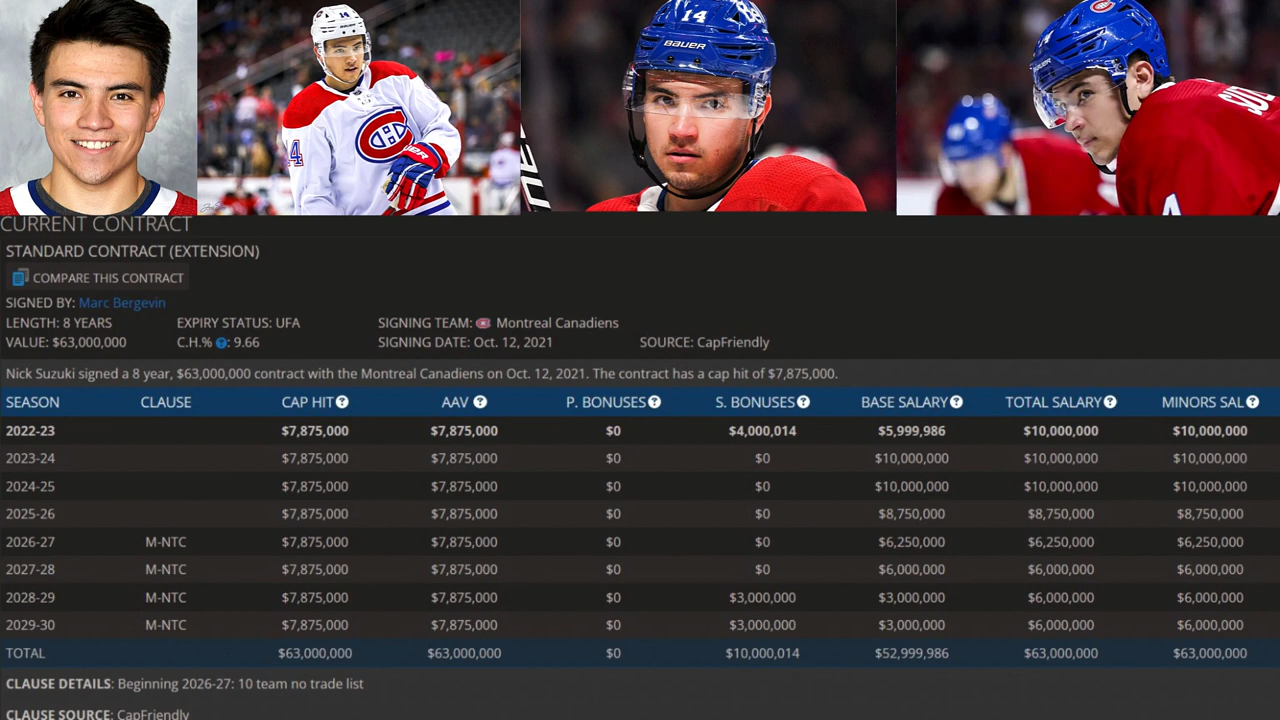 14
14
BAUER
4
BAUER
SUZ
4
CURRENT CONTRACT
STANDARD CONTRACT (EXTENSION)
COMPARE THIS CONTRACT
SIGNED BY: Marc Bergevin
LENGTH: 8 YEARS EXPIRY STATUS: UFA SIGNING TEAM: Montreal Canadiens
VALUE: $63,000,000 C.H.% ?: 9.66 SIGNING DATE: Oct. 12, 2021 SOURCE: CapFriendly
Nick Suzuki signed a 8 year, $63,000,000 contract with the Montreal Canadiens on Oct. 12, 2021. The contract has a cap hit of $7,875,000.
SEASON CLAUSE CAP HIT ? AAV ? P. BONUSES ? S. BONUSES ? BASE SALARY ? TOTAL SALARY ? MINORS SAL ?
2022-23 $7,875,000 $7,875,000 $0 $4,000,014 $5,999,986 $10,000,000 $10,000,000
2023-24 $7,875,000 $7,875,000 $0 $0 $10,000,000 $10,000,000 $10,000,000
2024-25 $7,875,000 $7,875,000 $0 $0 $10,000,000 $10,000,000 $10,000,000
2025-26 $7,875,000 $7,875,000 $0 $0 $8,750,000 $8,750,000 $8,750,000
2026-27 M-NTC $7,875,000 $7,875,000 $0 $0 $6,250,000 $6,250,000 $6,250,000
2027-28 M-NTC $7,875,000 $7,875,000 $0 $0 $6,000,000 $6,000,000 $6,000,000
2028-29 M-NTC $7,875,000 $7,875,000 $0 $3,000,000 $3,000,000 $6,000,000 $6,000,000
2029-30 M-NTC $7,875,000 $7,875,000 $0 $3,000,000 $3,000,000 $6,000,000 $6,000,000
TOTAL $63,000,000 $63,000,000 $0 $10,000,014 $52,999,986 $63,000,000 $63,000,000
CLAUSE DETAILS: Beginning 2026-27: 10 team no trade list
CLAUSE SOURCE: CapFriendly